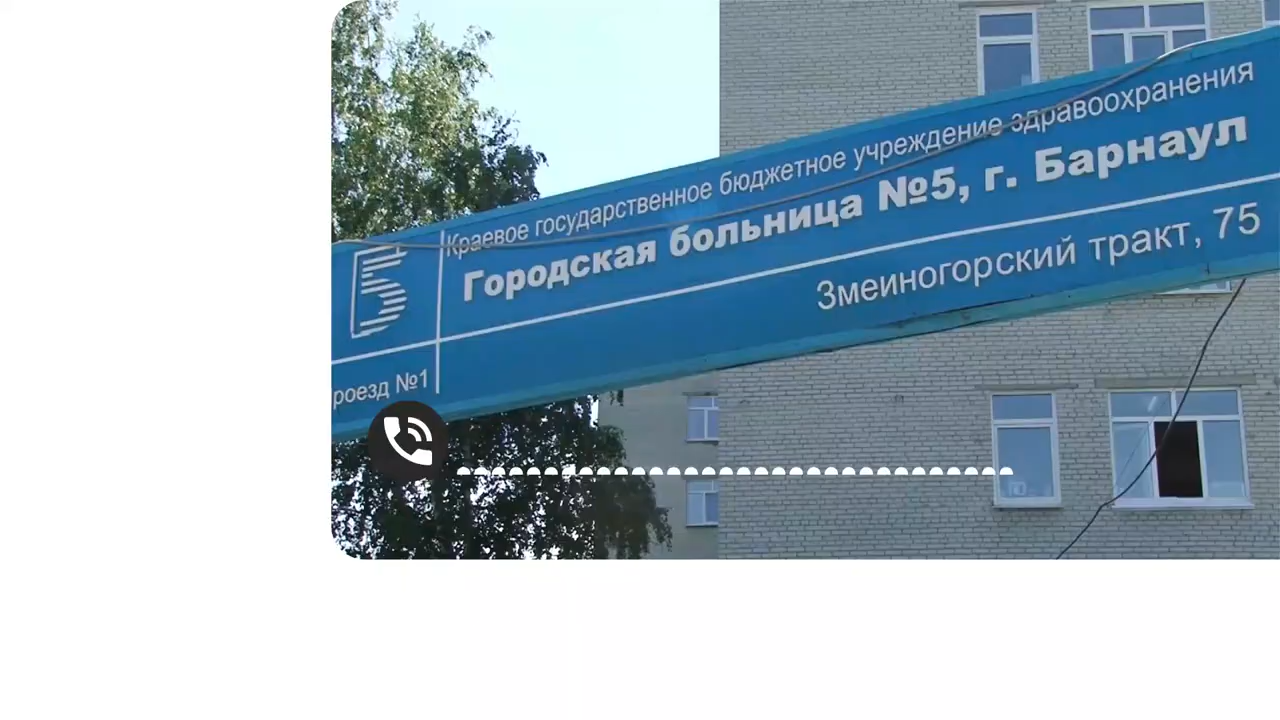 Краевое государственное бюджетное учреждение здравоохранения
Городская больница №5, г. Барнаул
Змеиногорский тракт, 75
роезд №1